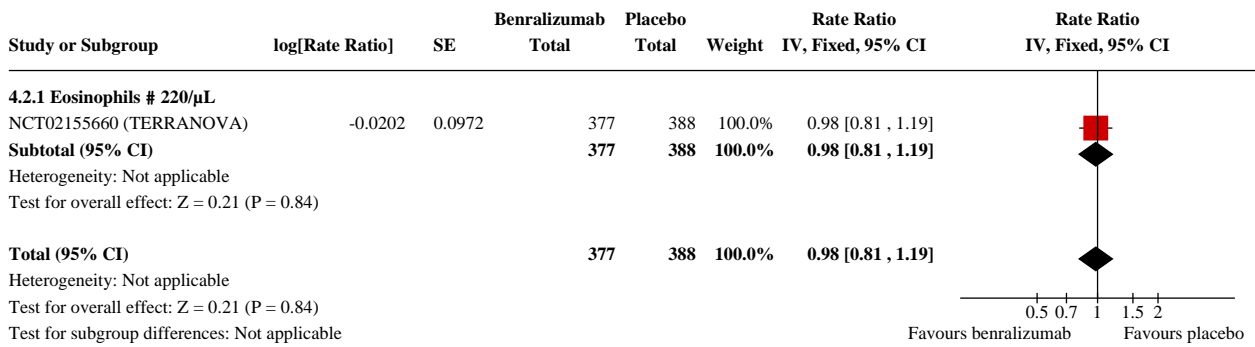 Benralizumab Placebo Rate Ratio Rate Ratio
Study or Subgroup log[Rate Ratio] SE Total Total Weight IV, Fixed, 95% CI IV, Fixed, 95% CI
4.2.1 Eosinophils # 220/µL
NCT02155660 (TERRANOVA) -0.0202 0.0972 377 388 100.0% 0.98 [0.81 , 1.19]
Subtotal (95% CI) 377 388 100.0% 0.98 [0.81 , 1.19]
Heterogeneity: Not applicable
Test for overall effect: Z = 0.21 (P = 0.84)
Total (95% CI) 377 388 100.0% 0.98 [0.81 , 1.19]
Heterogeneity: Not applicable
Test for overall effect: Z = 0.21 (P = 0.84)
0.5 0.7 1 1.5 2
Test for subgroup differences: Not applicable Favours benralizumab Favours placebo